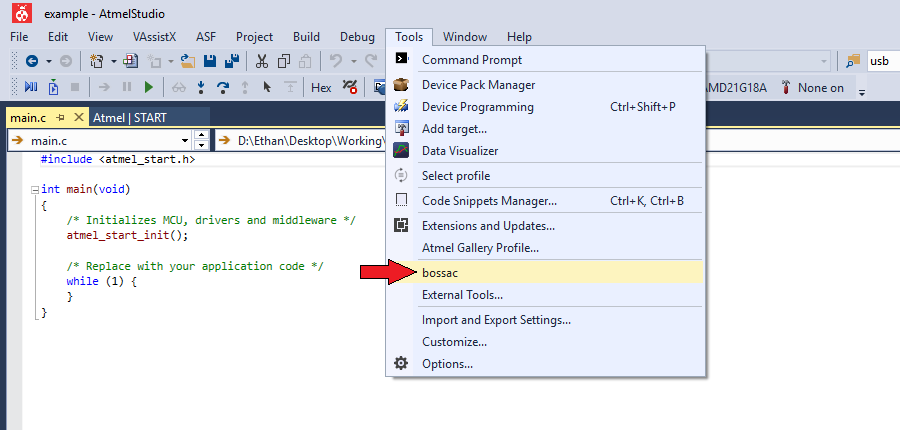 example - AtmelStudio
File Edit View VAssistX ASF Project Build Debug Tools Window Help
usb
Hex
AMD21G18A None on
main.c Atmel | START
main.c D:\Ethan\Desktop\Working\
#include <atmel_start.h>
int main(void)
{
/* Initializes MCU, drivers and middleware */
atmel_start_init();
/* Replace with your application code */
while (1) {
}
}
Command Prompt
Device Pack Manager
Device Programming Ctrl+Shift+P
Add target...
Data Visualizer
Select profile
Code Snippets Manager... Ctrl+K, Ctrl+B
Extensions and Updates...
Atmel Gallery Profile...
bossac
External Tools...
Import and Export Settings...
Customize...
Options...